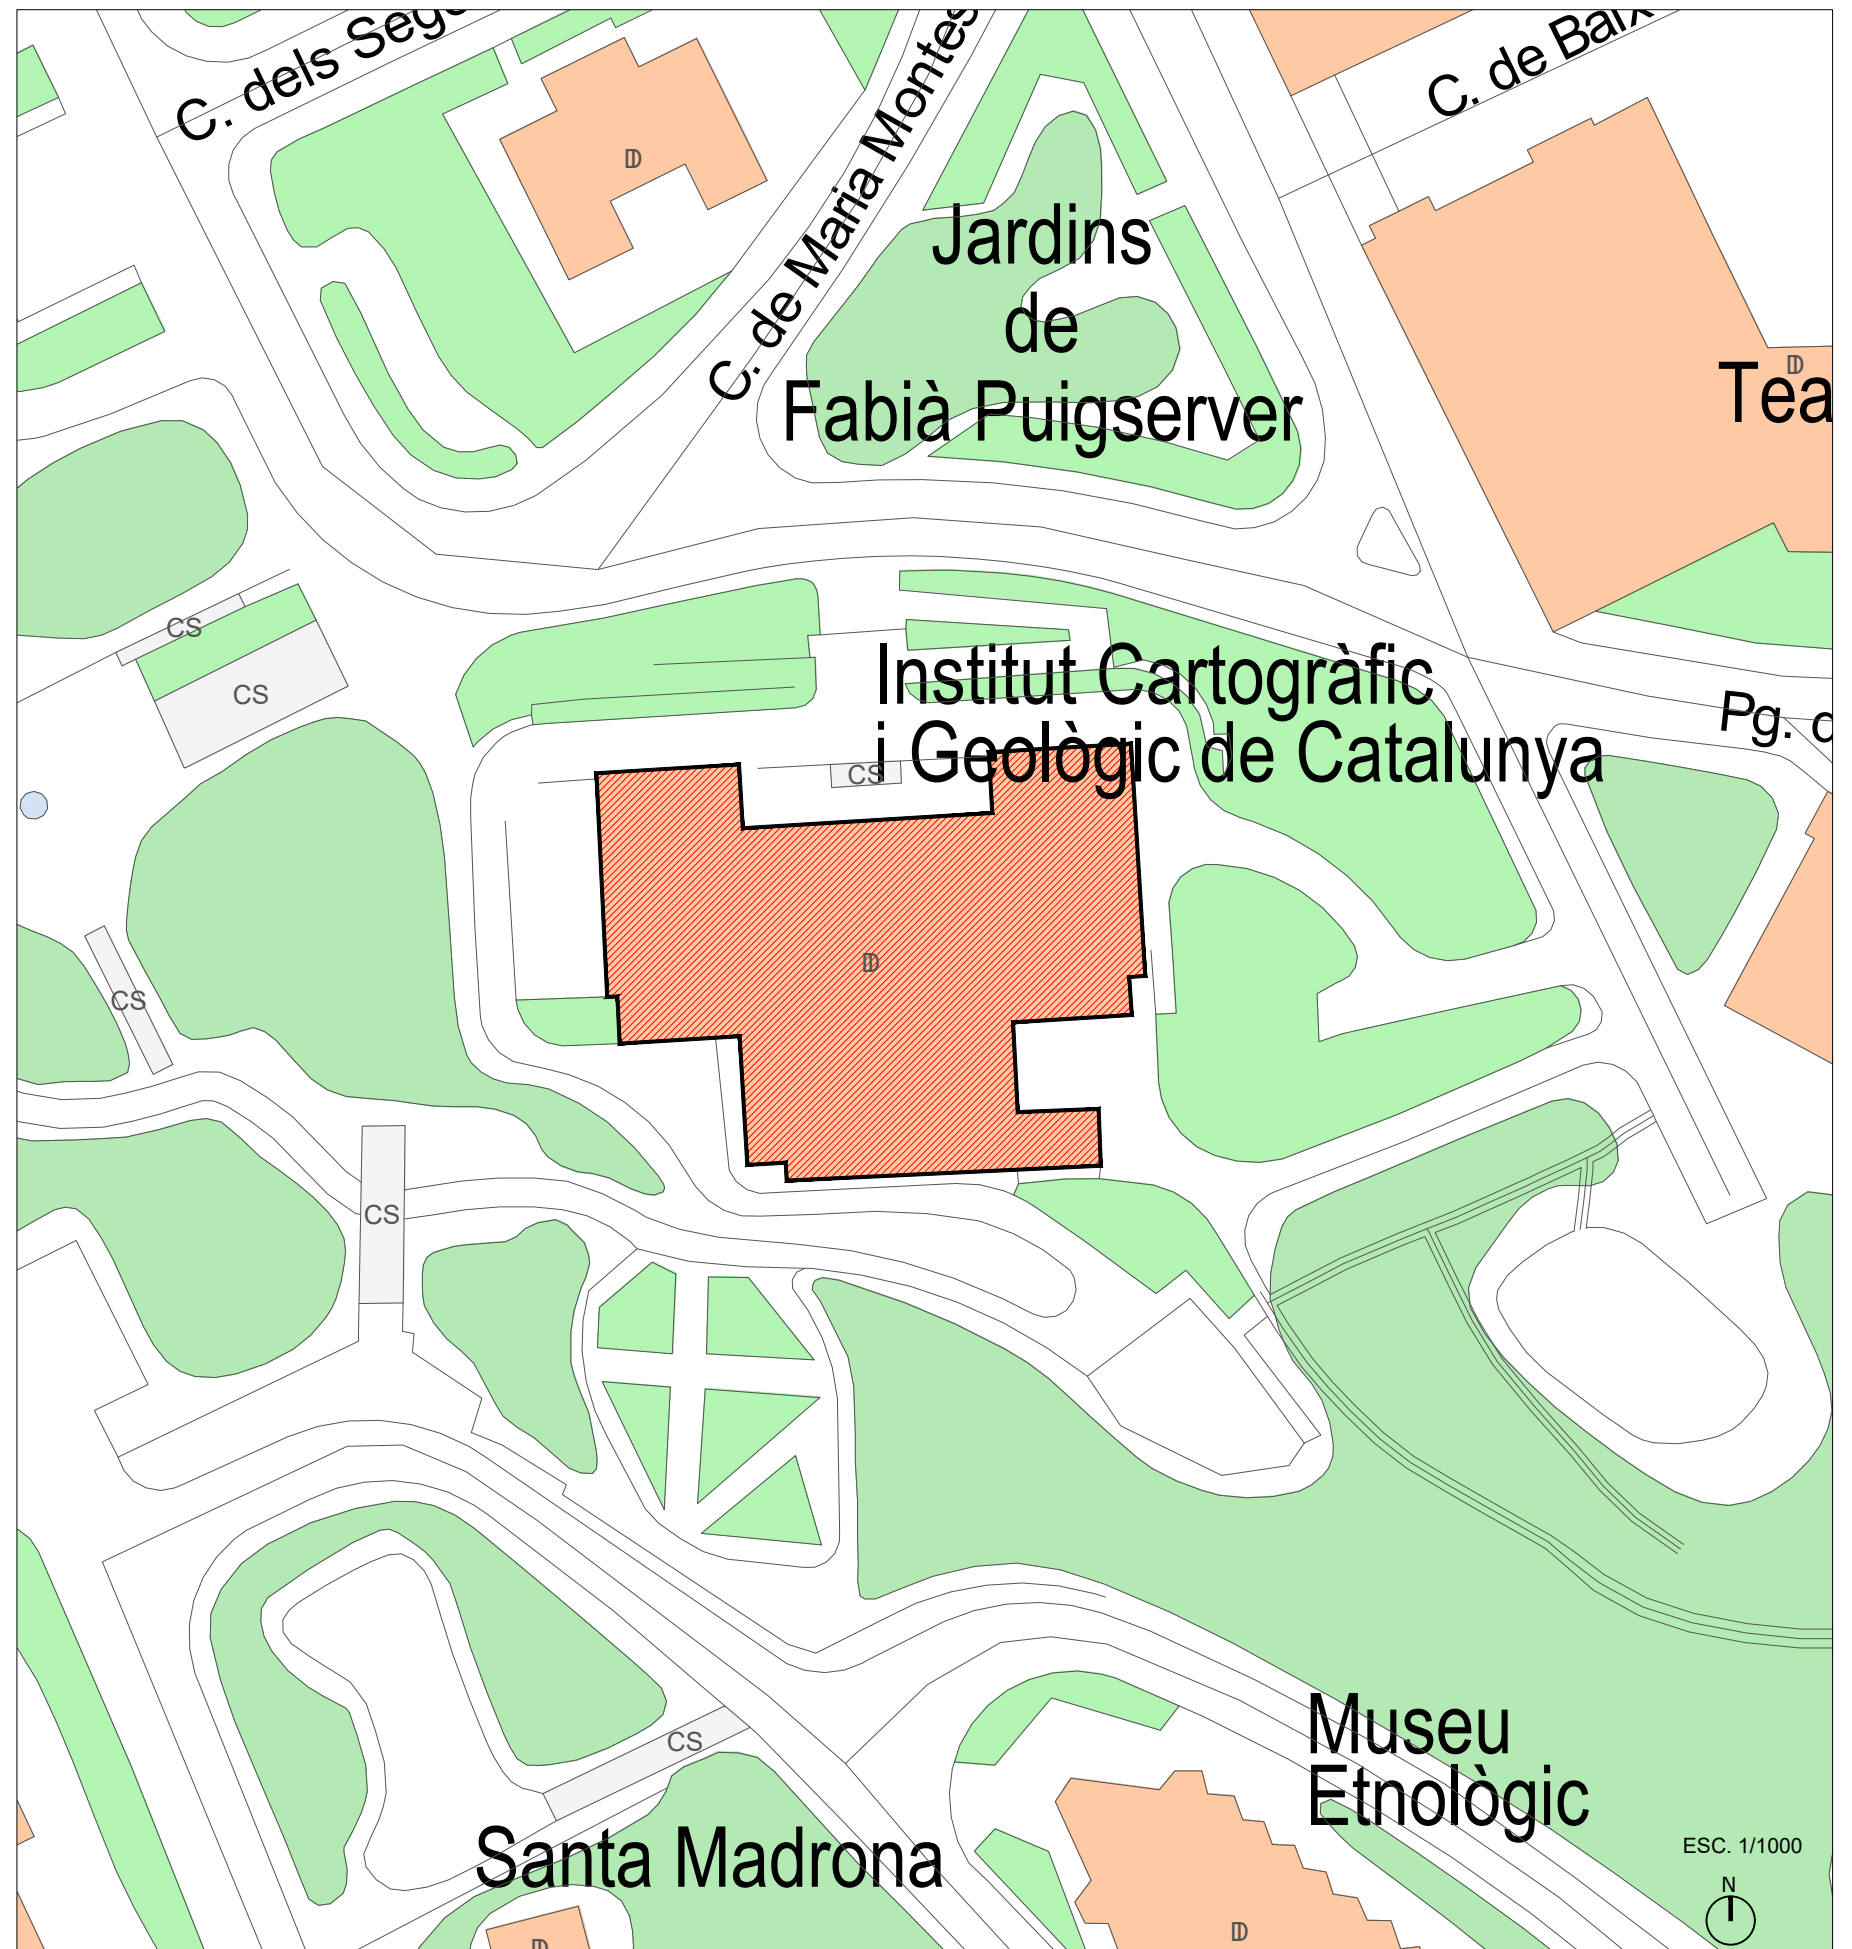 C. dels Seg
C. de Maria Montes
C. de Baix
D
Jardins
de
Fabià Puigserver
D
Tea
CS
CS
Institut Cartogràfic
i Geològic de Catalunya
Pg. d
CS
D
CS
CS
CS
Museu
Etnològic
Santa Madrona
ESC. 1/1000
N
D
D